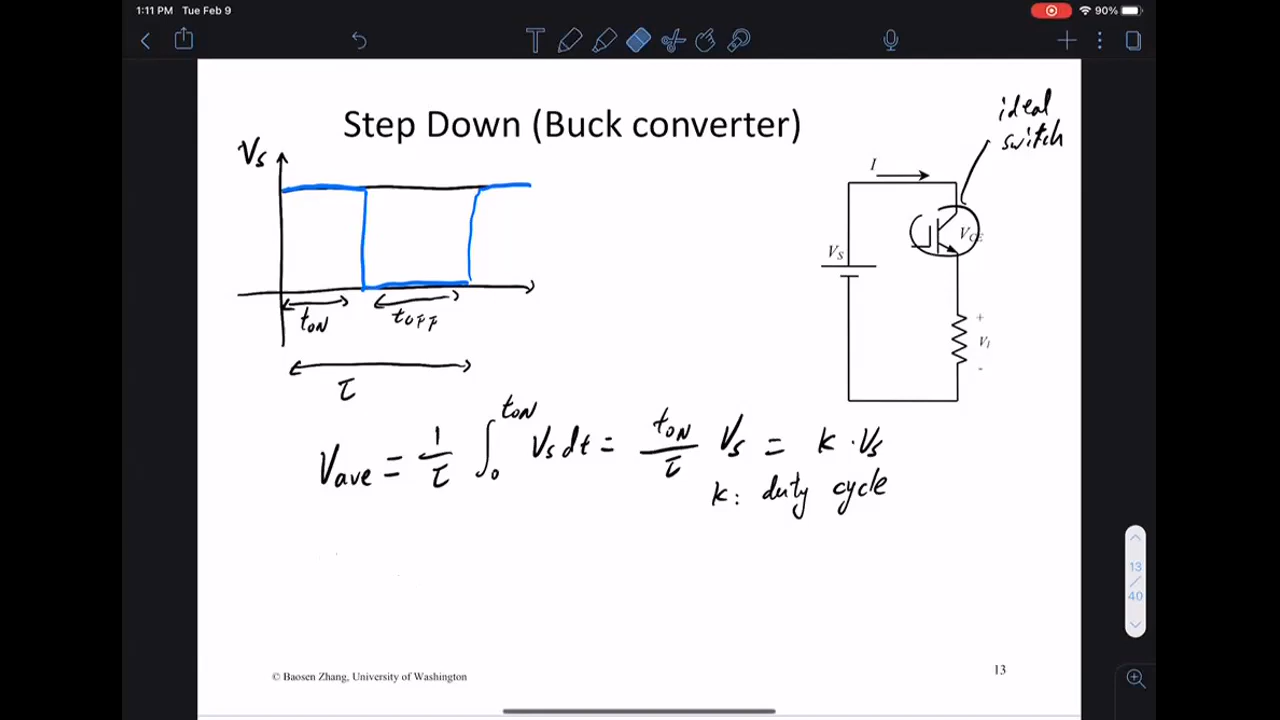 1:11 PM Tue Feb 9
90%
Step Down (Buck converter)
ideal
switch
Vs
I
VCE
VS
+
Vl
-
tON
tOFF
τ
Vave = 1/τ ∫₀^tON Vs dt = tON/τ Vs = k · Vs
k: duty cycle
13
/
40
© Baosen Zhang, University of Washington
13